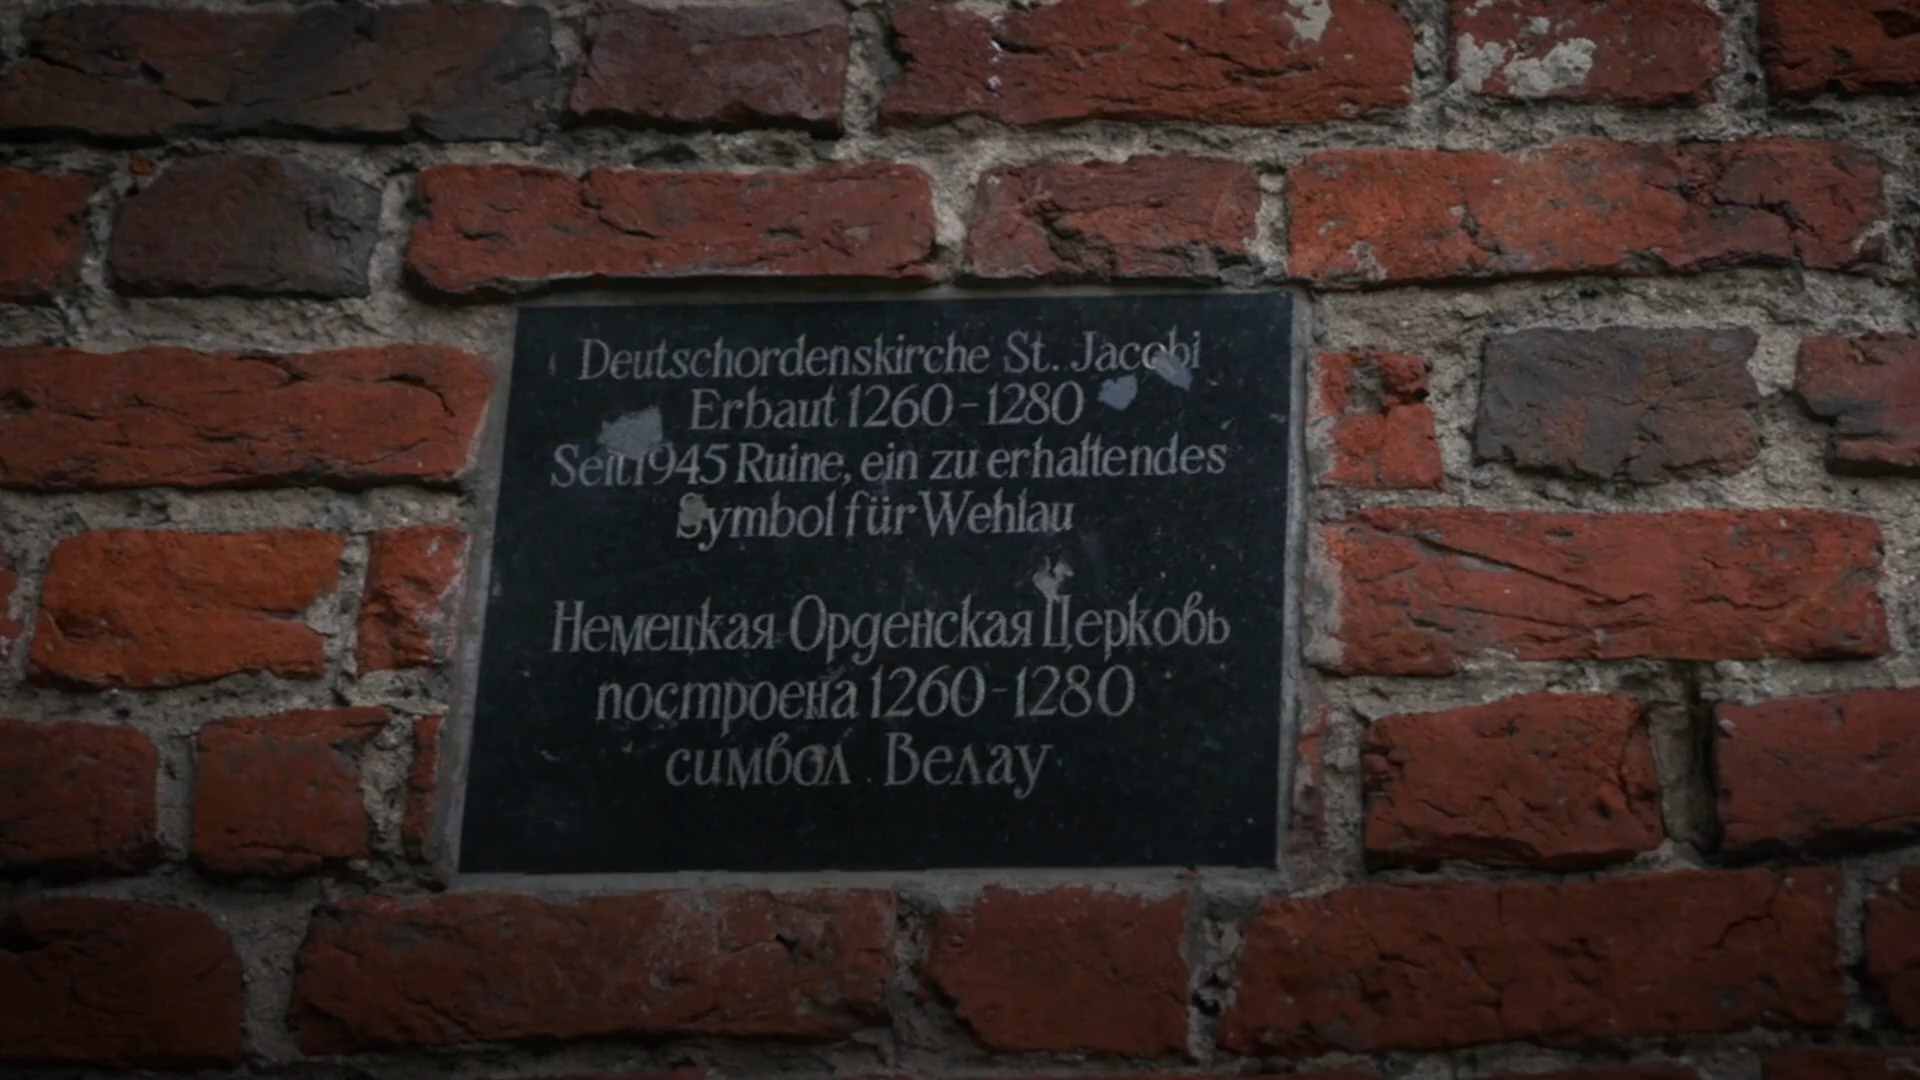 Deutschordenskirche St. Jacobi
Erbaut 1260-1280
Seit 1945 Ruine, ein zu erhaltendes
Symbol für Wehlau
Немецкая Орденская Церковь
построена 1260-1280
символ Велау